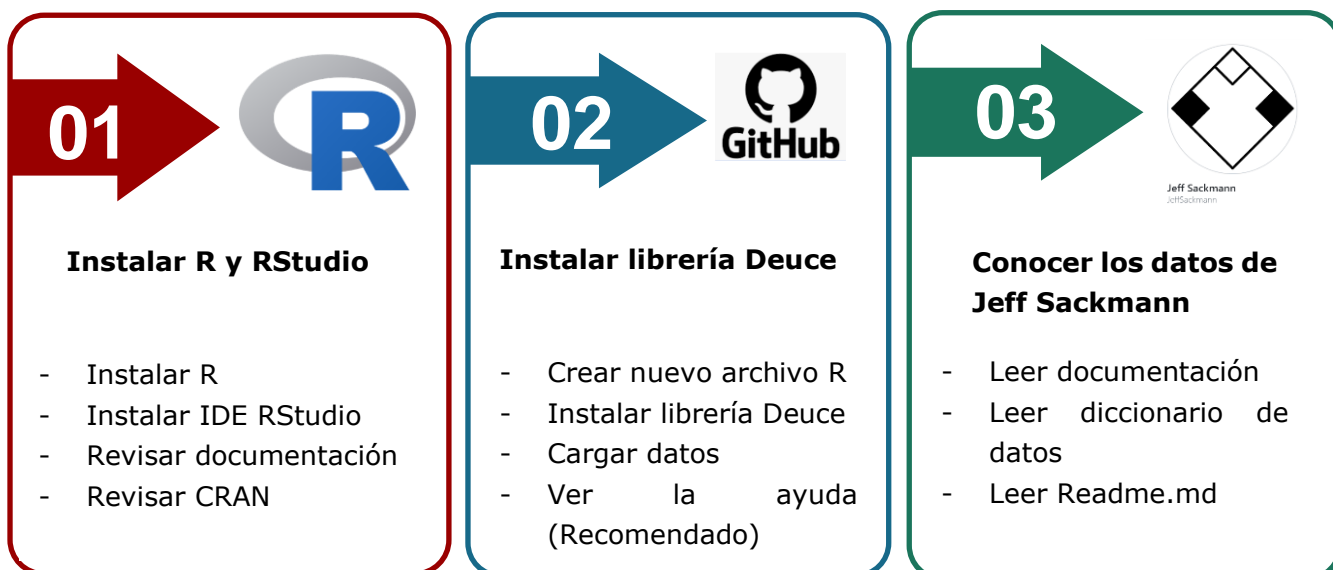 01
R
Instalar R y RStudio
- Instalar R
- Instalar IDE RStudio
- Revisar documentación
- Revisar CRAN
02
GitHub
Instalar librería Deuce
- Crear nuevo archivo R
- Instalar librería Deuce
- Cargar datos
- Ver la ayuda
(Recomendado)
03
Jeff Sackmann
JeffSackmann
Conocer los datos de
Jeff Sackmann
- Leer documentación
- Leer diccionario de
datos
- Leer Readme.md